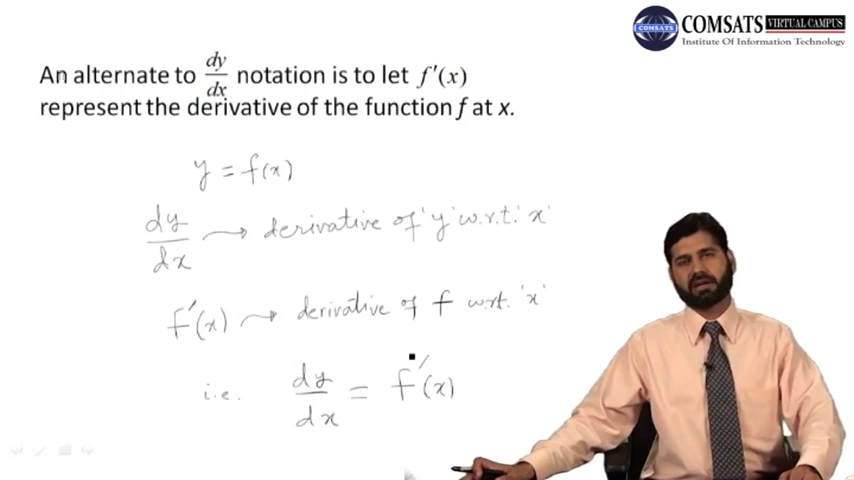 COMSATS VIRTUAL CAMPUS
COMSATS
Institute Of Information Technology
An alternate to dy/dx notation is to let f'(x)
represent the derivative of the function f at x.
y = f(x)
dy/dx → derivative of 'y' w.r.t. 'x'
f'(x) → derivative of f w.r.t. 'x'
i.e. dy/dx = f'(x)